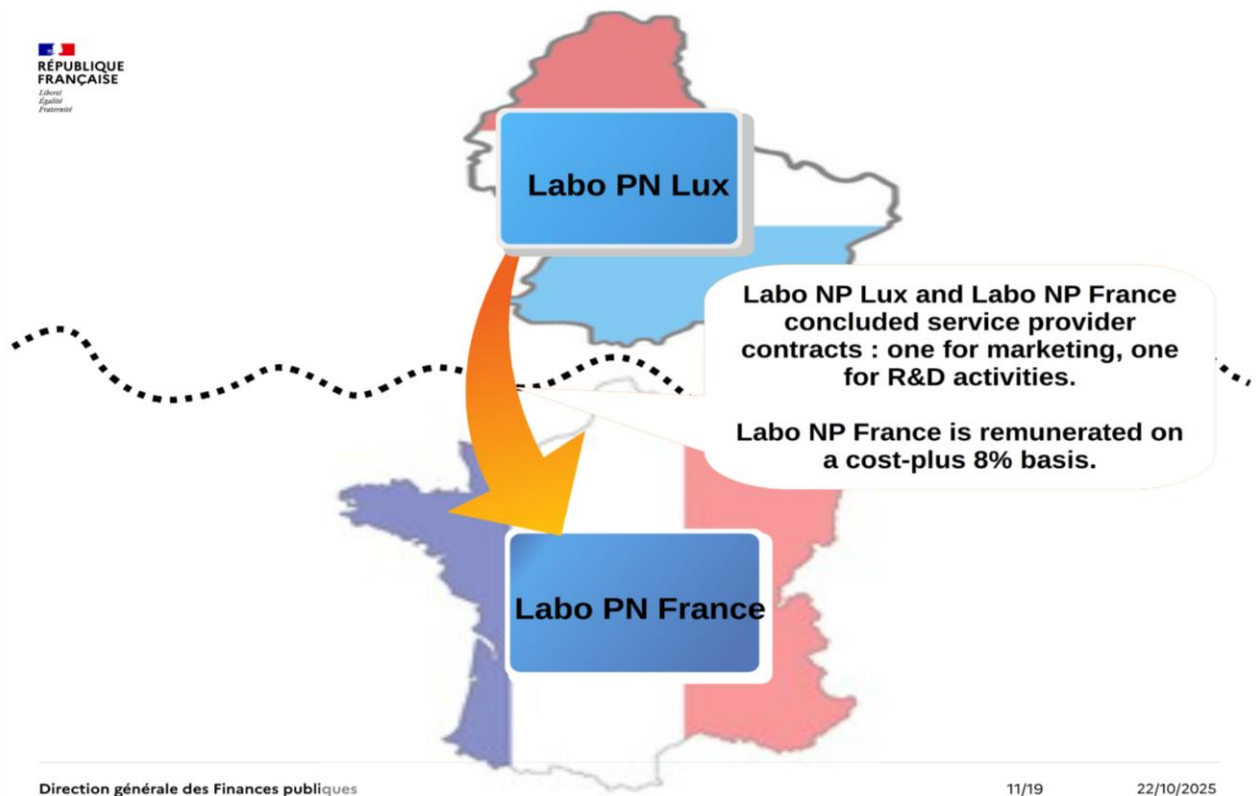 RÉPUBLIQUE
FRANÇAISE
Liberté
Égalité
Fraternité
Labo PN Lux
Labo NP Lux and Labo NP France
concluded service provider
contracts : one for marketing, one
for R&D activities.
Labo NP France is remunerated on
a cost-plus 8% basis.
Labo PN France
Direction générale des Finances publiques
11/19
22/10/2025